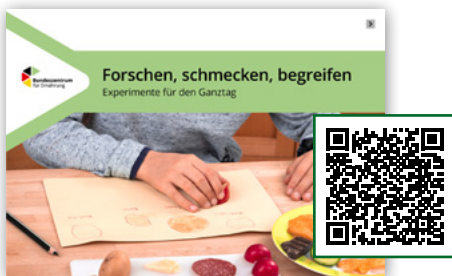 Forschen, schmecken, begreifen
Experimente für den Ganztag
Bundeszentrum
für Ernährung